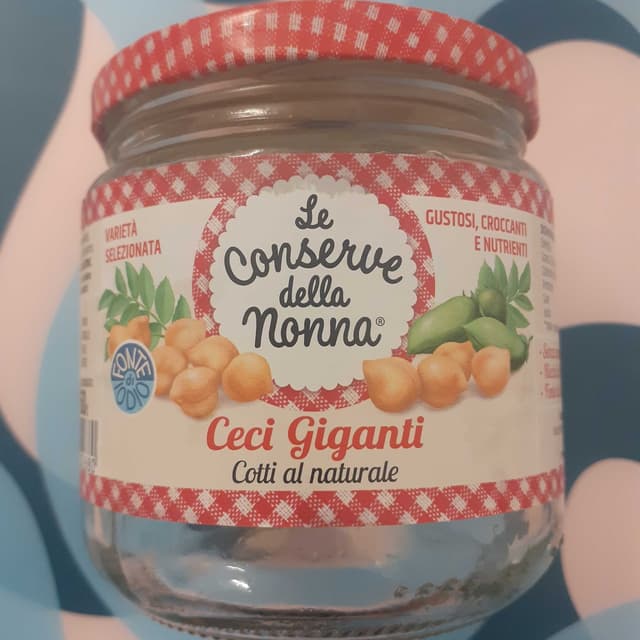 VARIETÀ
SELEZIONATA
Le
Conserve
della
Nonna®
GUSTOSI, CROCCANTI
E NUTRIENTI
FONTE
di
IODIO
Ceci Giganti
Cotti al naturale